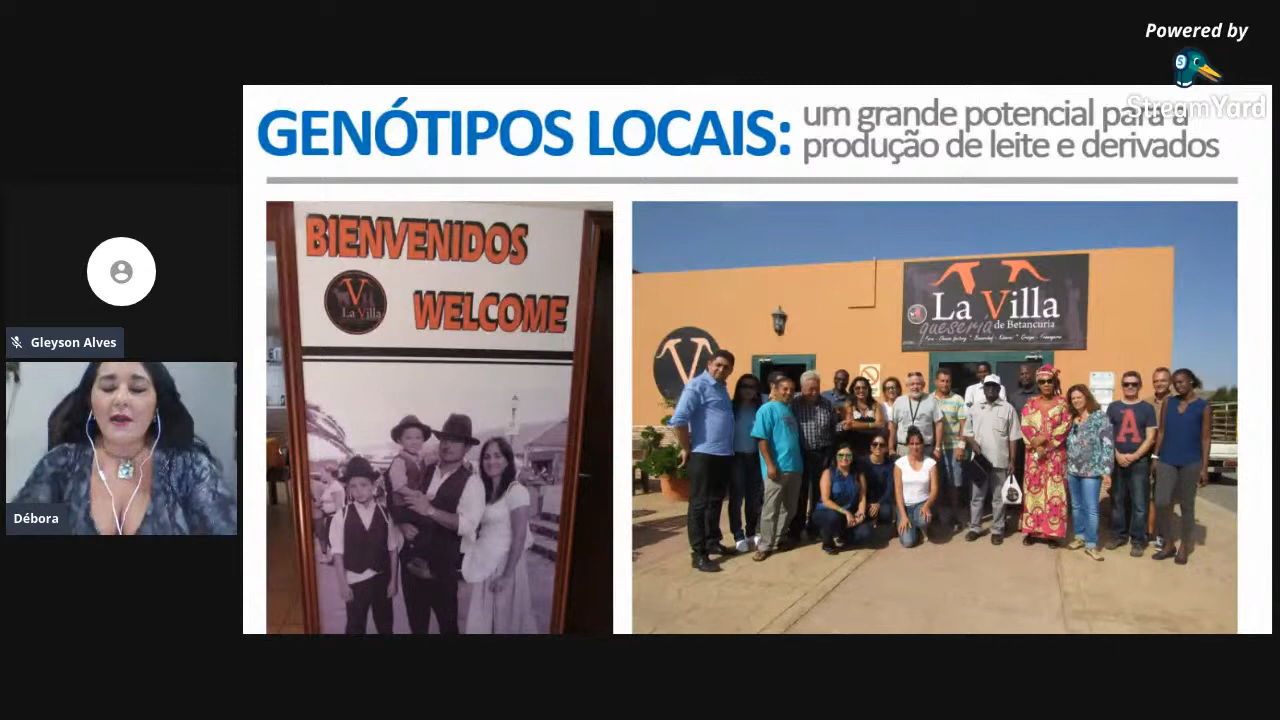 Powered by
StreamYard
GENÓTIPOS LOCAIS:
um grande potencial para a
produção de leite e derivados
BIENVENIDOS
V
La Villa
WELCOME
V
La Villa
quesería de Betancuria
A
Gleyson Alves
Débora